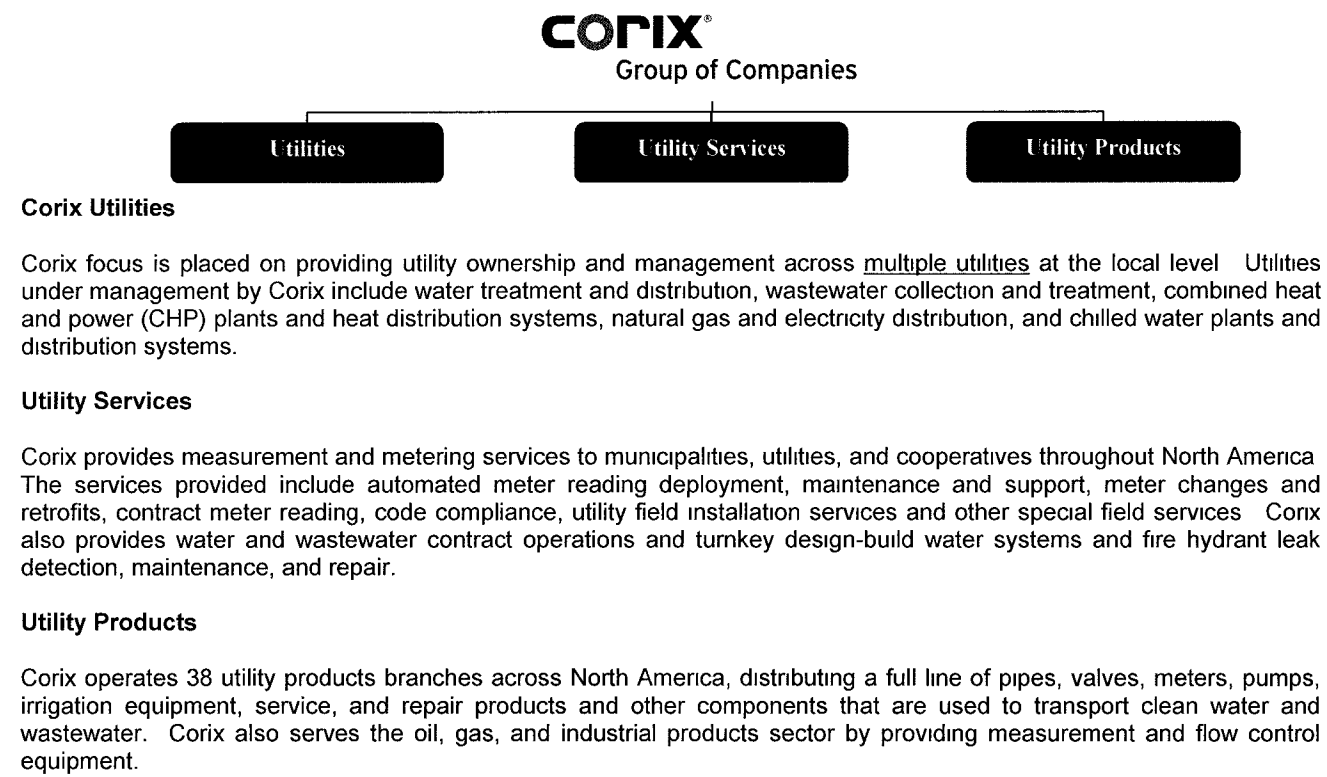 corix®
Group of Companies
Utilities
Utility Services
Utility Products
Corix Utilities
Corix focus is placed on providing utility ownership and management across multiple utilities at the local level Utilities
under management by Corix include water treatment and distribution, wastewater collection and treatment, combined heat
and power (CHP) plants and heat distribution systems, natural gas and electricity distribution, and chilled water plants and
distribution systems.
Utility Services
Corix provides measurement and metering services to municipalities, utilities, and cooperatives throughout North America
The services provided include automated meter reading deployment, maintenance and support, meter changes and
retrofits, contract meter reading, code compliance, utility field installation services and other special field services Corix
also provides water and wastewater contract operations and turnkey design-build water systems and fire hydrant leak
detection, maintenance, and repair.
Utility Products
Corix operates 38 utility products branches across North America, distributing a full line of pipes, valves, meters, pumps,
irrigation equipment, service, and repair products and other components that are used to transport clean water and
wastewater. Corix also serves the oil, gas, and industrial products sector by providing measurement and flow control
equipment.